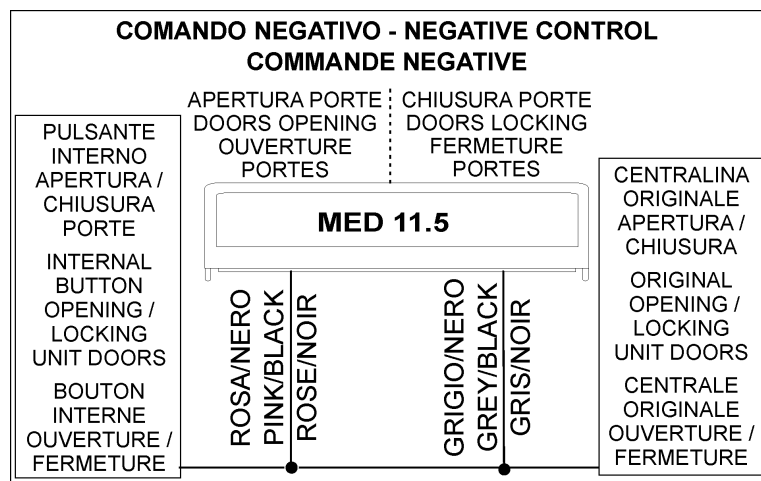 COMANDO NEGATIVO - NEGATIVE CONTROL
COMMANDE NEGATIVE
APERTURA PORTE
DOORS OPENING
OUVERTURE
PORTES
CHIUSURA PORTE
DOORS LOCKING
FERMETURE
PORTES
PULSANTE
INTERNO
APERTURA /
CHIUSURA
PORTE
INTERNAL
BUTTON
OPENING /
LOCKING
UNIT DOORS
BOUTON
INTERNE
OUVERTURE /
FERMETURE
MED 11.5
ROSA/NERO
PINK/BLACK
ROSE/NOIR
GRIGIO/NERO
GREY/BLACK
GRIS/NOIR
CENTRALINA
ORIGINALE
APERTURA /
CHIUSURA
ORIGINAL
OPENING /
LOCKING
UNIT DOORS
CENTRALE
ORIGINALE
OUVERTURE /
FERMETURE